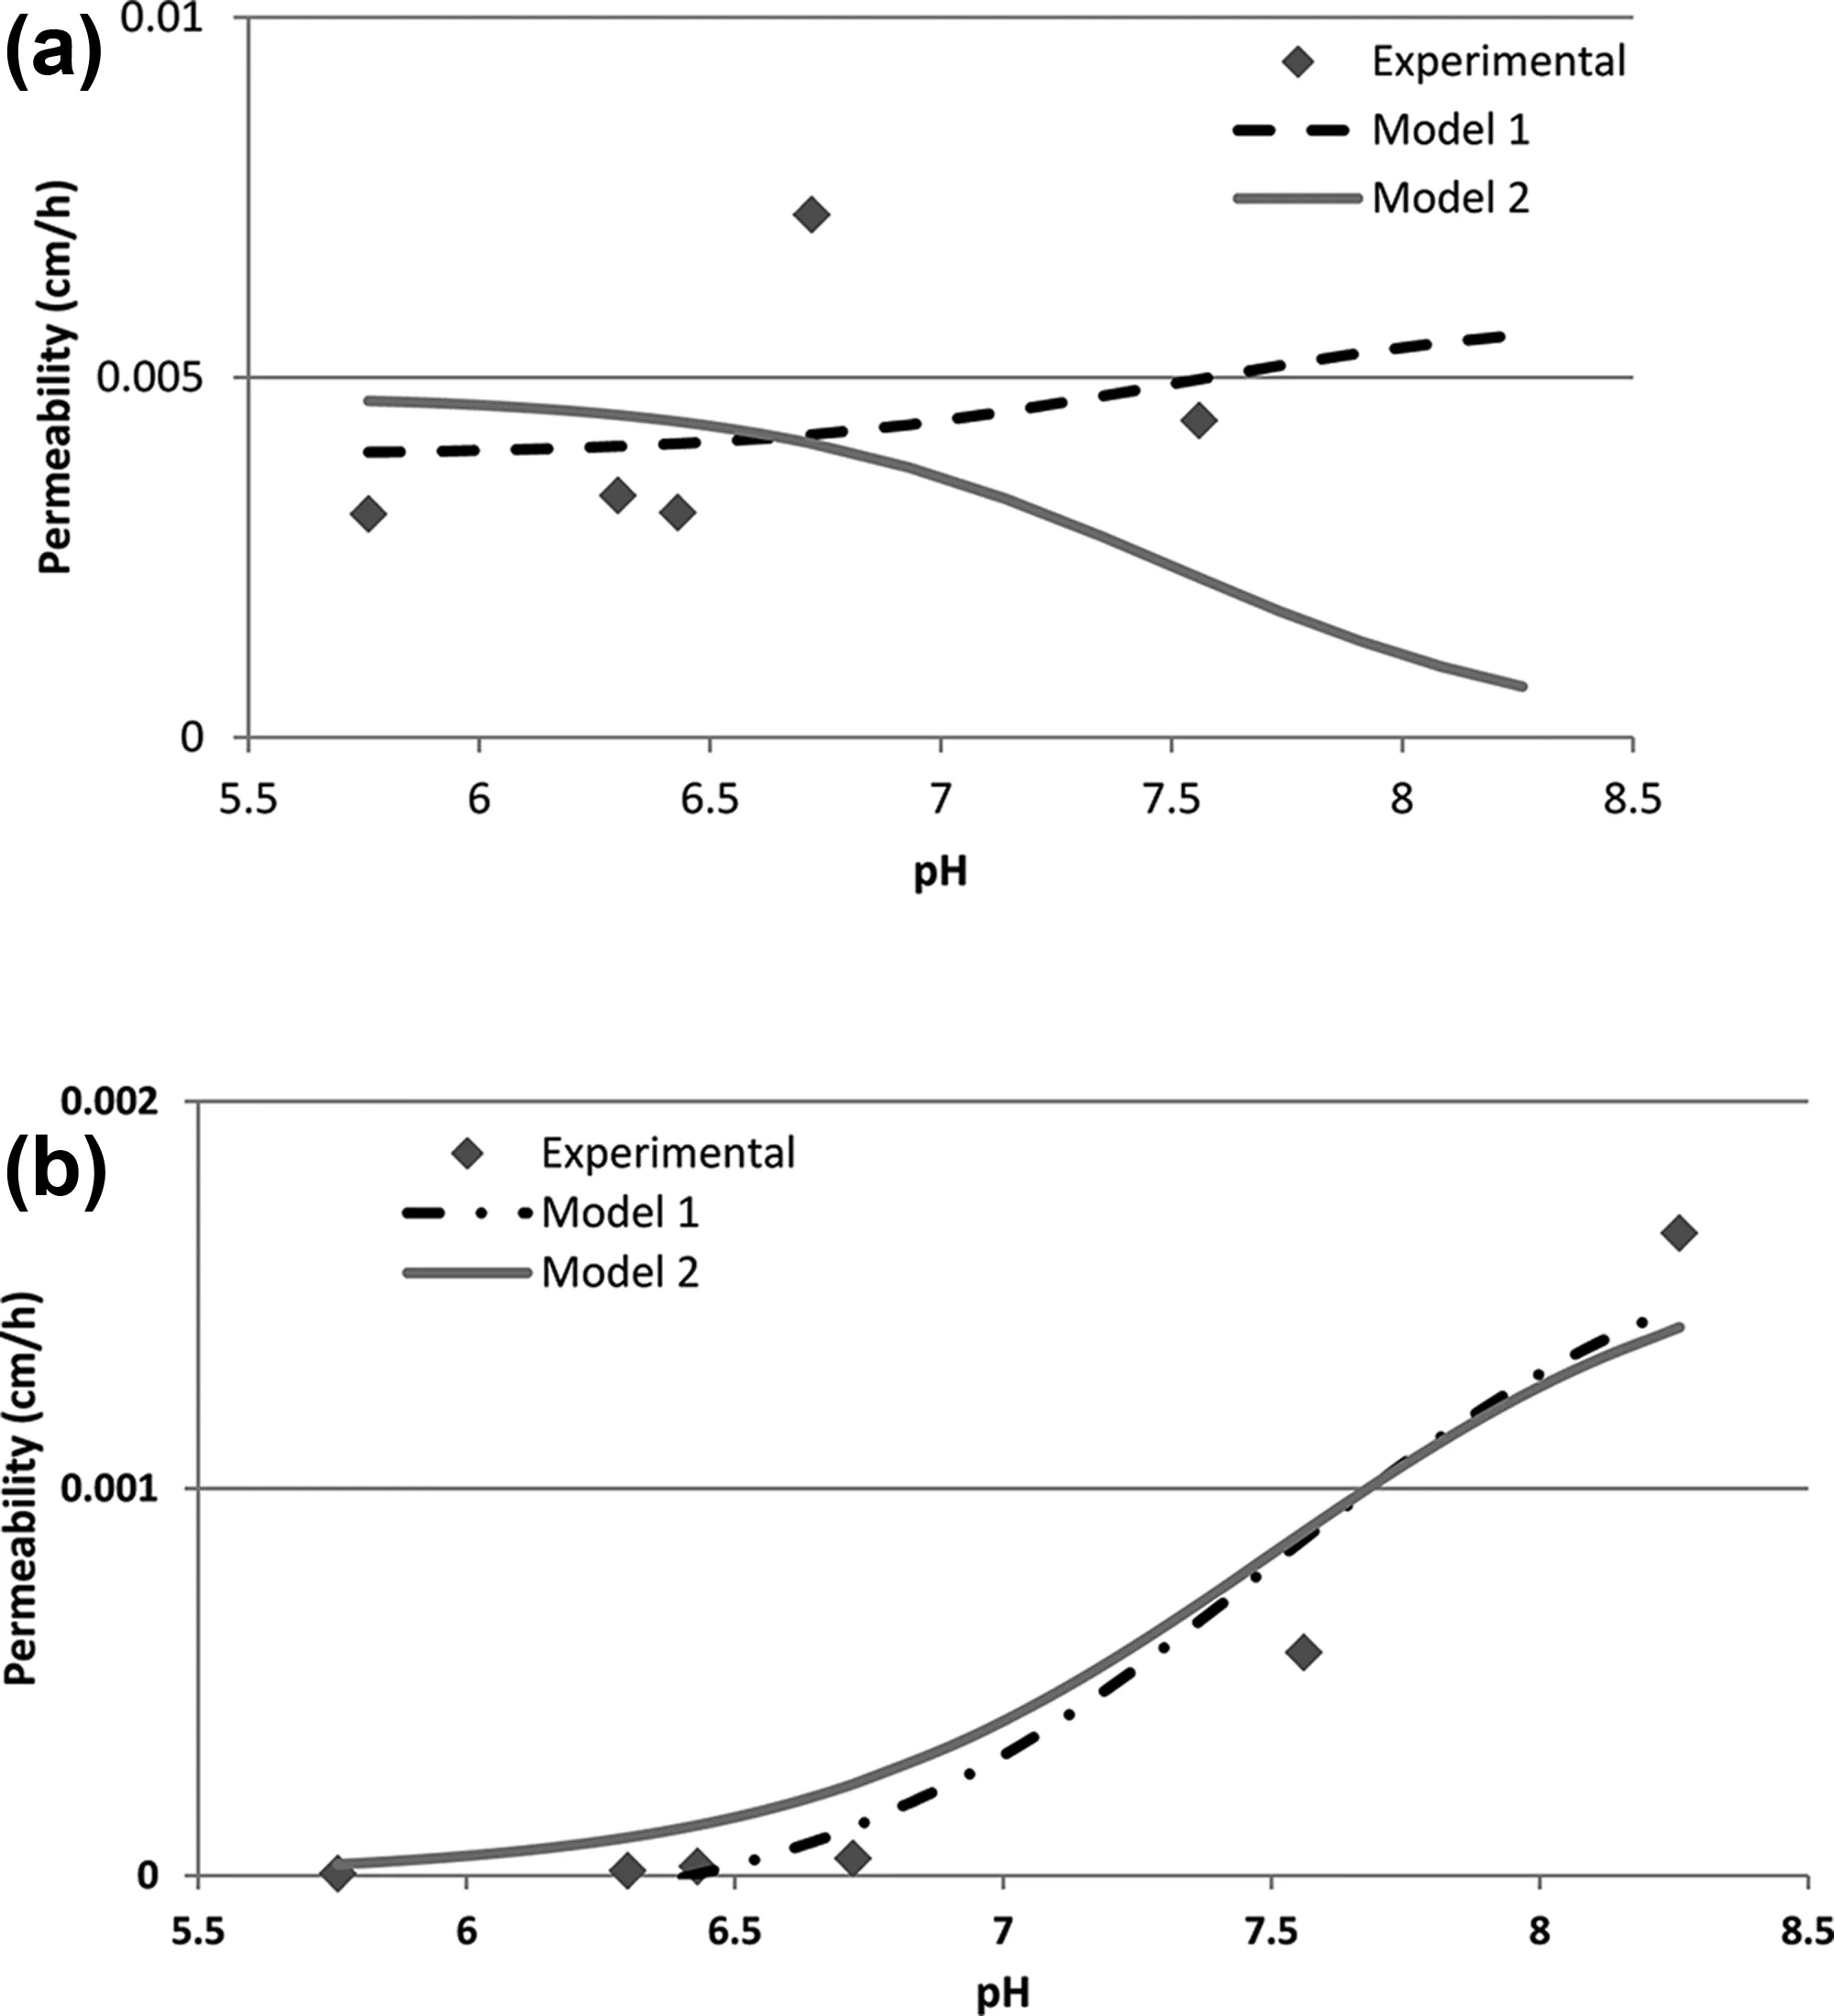 (a)
0.01
Experimental
Model 1
Model 2
Permeability (cm/h)
0.005
0
5.5 6 6.5 7 7.5 8 8.5
pH
(b)
0.002
Experimental
Model 1
Model 2
Permeability (cm/h)
0.001
0
5.5 6 6.5 7 7.5 8 8.5
pH